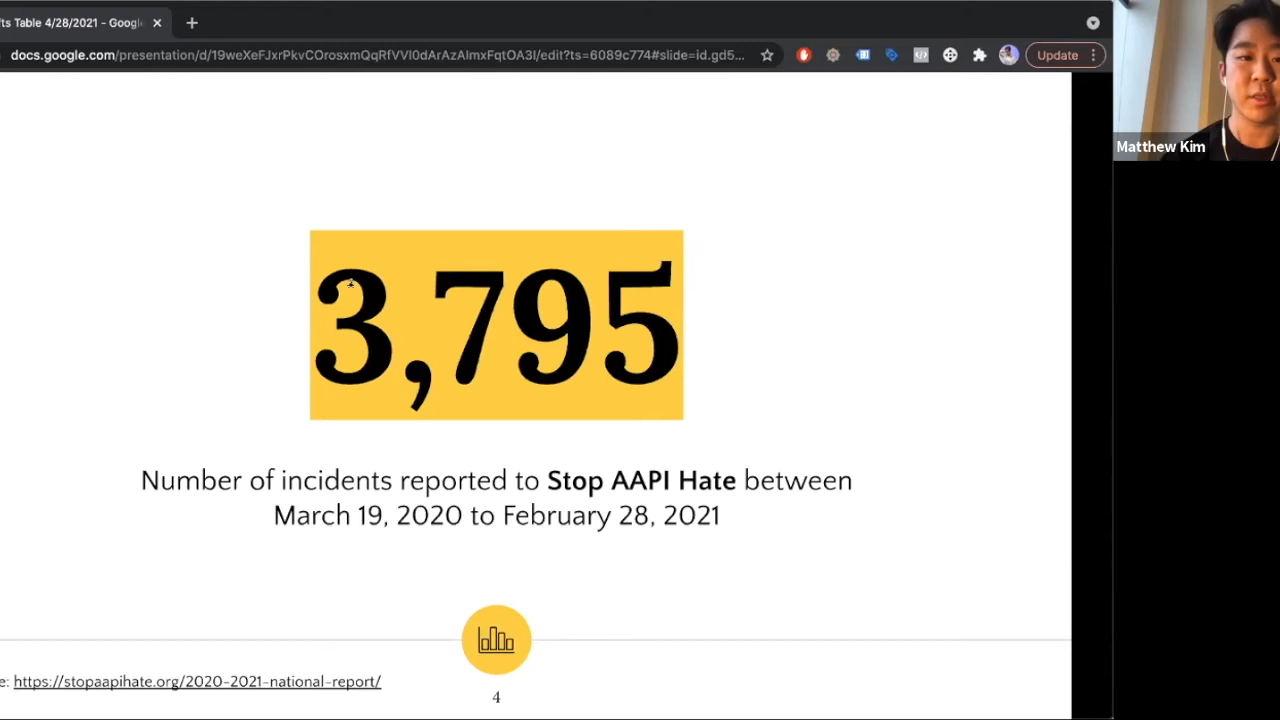 ts Table 4/28/2021 - Google
docs.google.com/presentation/d/19weXeFJxrPkvCOrosxmQqRfVVl0dArAzAlmxFqtOA3I/edit?ts=6089c774#slide=id.gd5...
Update
Matthew Kim
3,795
Number of incidents reported to Stop AAPI Hate between
March 19, 2020 to February 28, 2021
e: https://stopaapihate.org/2020-2021-national-report/
4